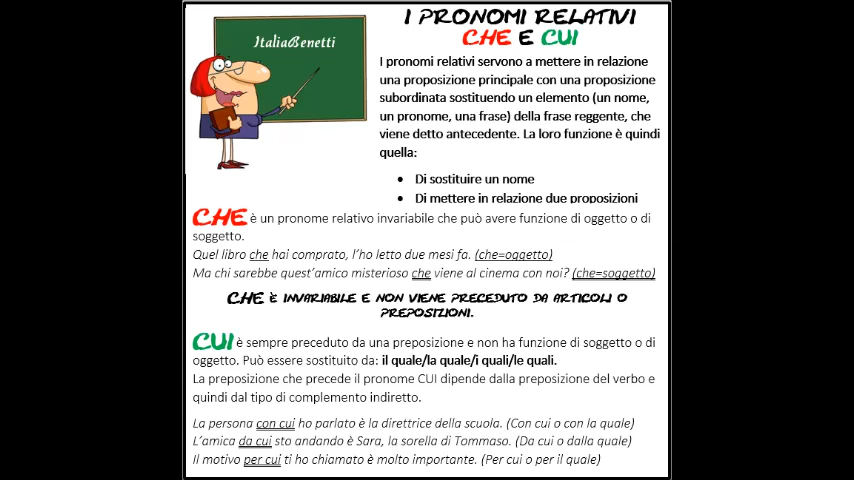 ItaliaBenetti
I PRONOMI RELATIVI
CHE E CUI
I pronomi relativi servono a mettere in relazione
una proposizione principale con una proposizione
subordinata sostituendo un elemento (un nome,
un pronome, una frase) della frase reggente, che
viene detto antecedente. La loro funzione è quindi
quella:
• Di sostituire un nome
• Di mettere in relazione due proposizioni
CHE è un pronome relativo invariabile che può avere funzione di oggetto o di
soggetto.
Quel libro che hai comprato, l'ho letto due mesi fa. (che=oggetto)
Ma chi sarebbe quest'amico misterioso che viene al cinema con noi? (che=soggetto)
CHE è INVARIABILE E NON VIENE PRECEDUTO DA ARTICOLI O
PREPOSIZIONI.
CUI è sempre preceduto da una preposizione e non ha funzione di soggetto o di
oggetto. Può essere sostituito da: il quale/la quale/i quali/le quali.
La preposizione che precede il pronome CUI dipende dalla preposizione del verbo e
quindi dal tipo di complemento indiretto.
La persona con cui ho parlato è la direttrice della scuola. (Con cui o con la quale)
L'amica da cui sto andando è Sara, la sorella di Tommaso. (Da cui o dalla quale)
Il motivo per cui ti ho chiamato è molto importante. (Per cui o per il quale)